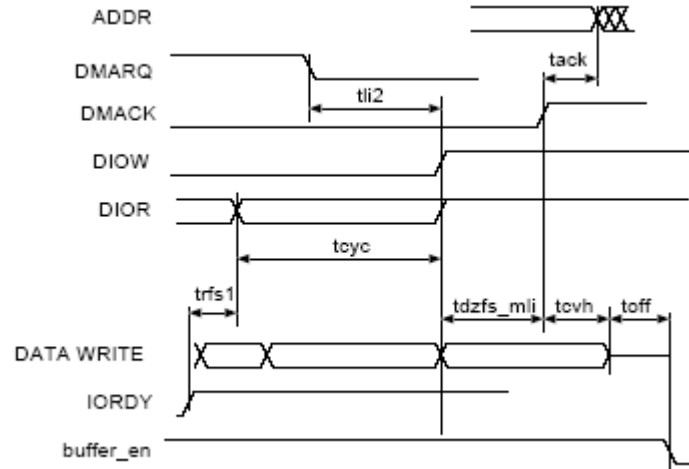 ADDR
tack
DMARQ
tli2
DMACK
DIOW
DIOR
tcyc
trfs1
tdzfs_mli
tcvh
toff
DATA WRITE
IORDY
buffer_en